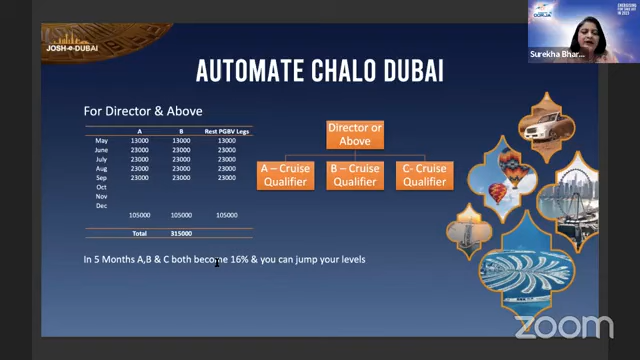 JOSH-e-DUBAI
AUTOMATE CHALO DUBAI
For Director & Above
A B Rest PGBV Legs
May 13000 13000 13000
June 23000 23000 23000
July 23000 23000 23000
Aug 23000 23000 23000
Sep 23000 23000 23000
Oct
Nov
Dec
105000 105000 105000
Total 315000
Director or
Above
A – Cruise
Qualifier
B – Cruise
Qualifier
C- Cruise
Qualifier
In 5 Months A,B & C both become 16% & you can jump your levels
Surekha Bhar...
zoom